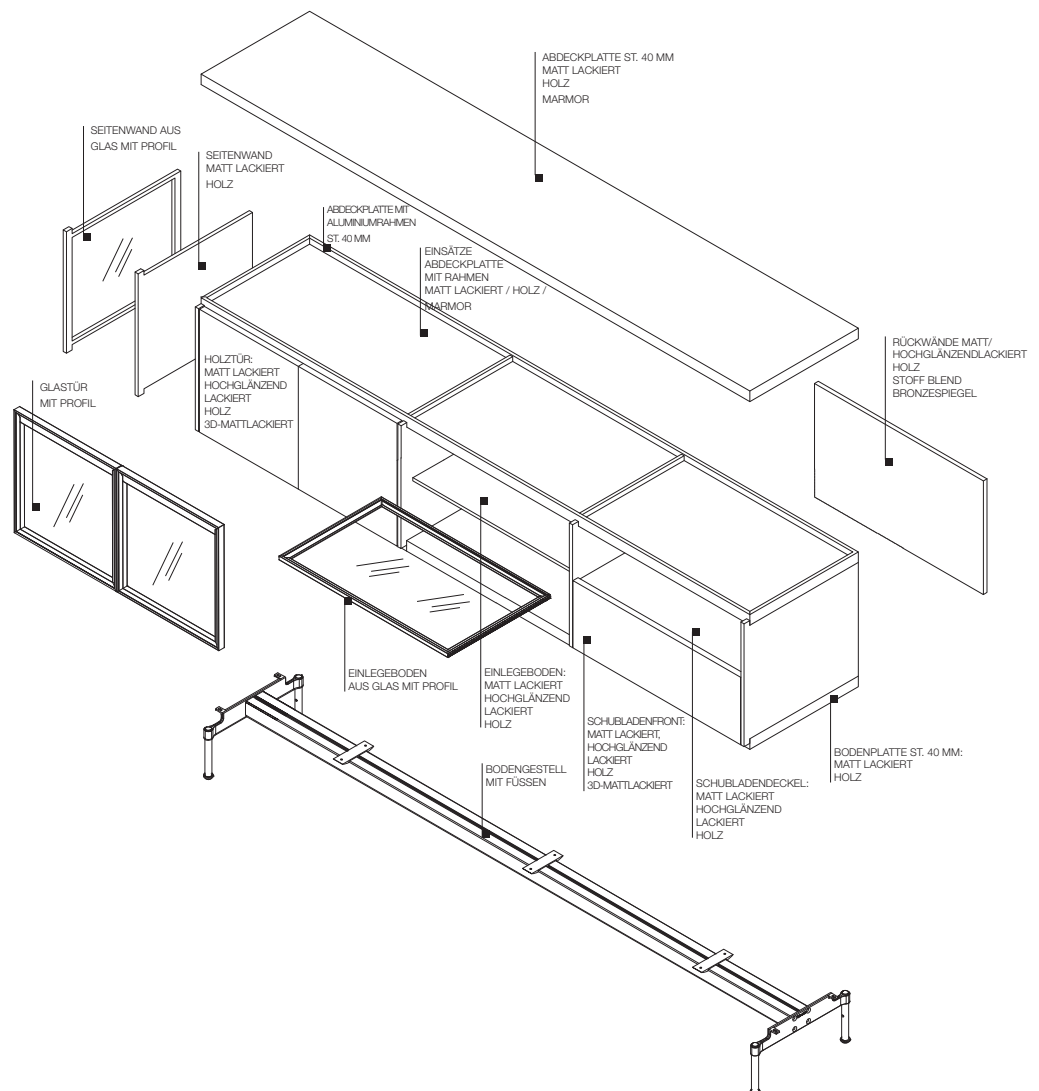 ABDECKPLATTE ST. 40 MM
MATT LACKIERT
HOLZ
MARMOR
SEITENWAND AUS
GLAS MIT PROFIL
SEITENWAND
MATT LACKIERT
HOLZ
ABDECKPLATTE MIT
ALUMINIUMRAHMEN
ST. 40 MM
EINSÄTZE
ABDECKPLATTE
MIT RAHMEN
MATT LACKIERT / HOLZ /
MARMOR
RÜCKWÄNDE MATT/
HOCHGLÄNZENDLACKIERT
HOLZ
STOFF BLEND
BRONZESPIEGEL
HOLZTÜR:
MATT LACKIERT
HOCHGLÄNZEND
LACKIERT
HOLZ
3D-MATTLACKIERT
GLASTÜR
MIT PROFIL
EINLEGEBODEN
AUS GLAS MIT PROFIL
EINLEGEBODEN:
MATT LACKIERT
HOCHGLÄNZEND
LACKIERT
HOLZ
SCHUBLADENFRONT:
MATT LACKIERT,
HOCHGLÄNZEND
LACKIERT
HOLZ
3D-MATTLACKIERT
BODENPLATTE ST. 40 MM:
MATT LACKIERT
HOLZ
BODENGESTELL
MIT FÜSSEN
SCHUBLADENDECKEL:
MATT LACKIERT
HOCHGLÄNZEND
LACKIERT
HOLZ